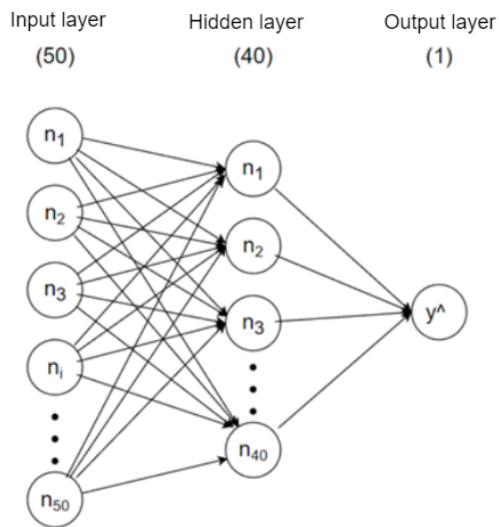 Input layer
Hidden layer
Output layer
(50)
(40)
(1)
n₁
n₂
n₃
nᵢ
n₅₀
n₁
n₂
n₃
n₄₀
y^